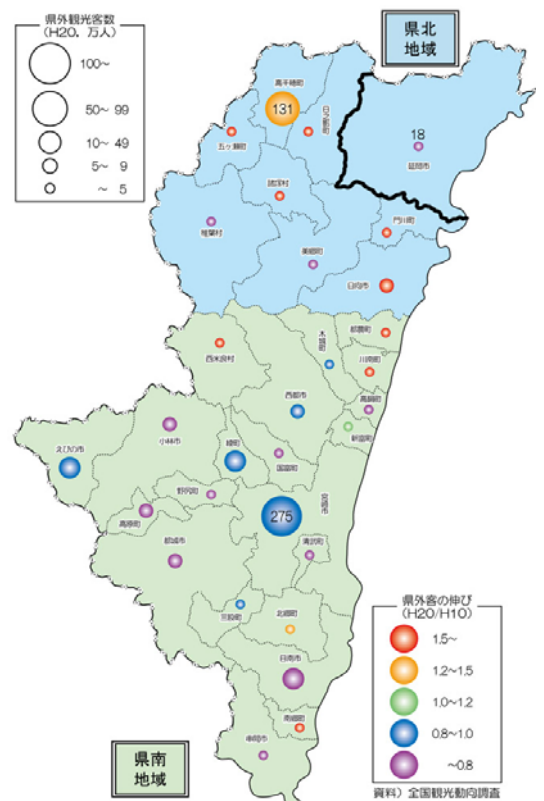 県外観光客数
(H20，万人)
100～
50～ 99
10～ 49
5～ 9
～ 5
県北
地域
高千穂町
131
日之影町
五ヶ瀬町
18
延岡市
諸塚村
椎葉村
門川町
美郷町
日向市
西米良村
木城町
都農町
川南町
西都市
高鍋町
新富町
小林市
えびの市
綾町
国富町
野尻町
宮崎市
275
高原町
都城市
清武町
三股町
北郷町
日南市
南郷町
串間市
県外客の伸び
(H20/H10)
1.5～
1.2～1.5
1.0～1.2
0.8～1.0
～0.8
県南
地域
資料）全国観光動向調査